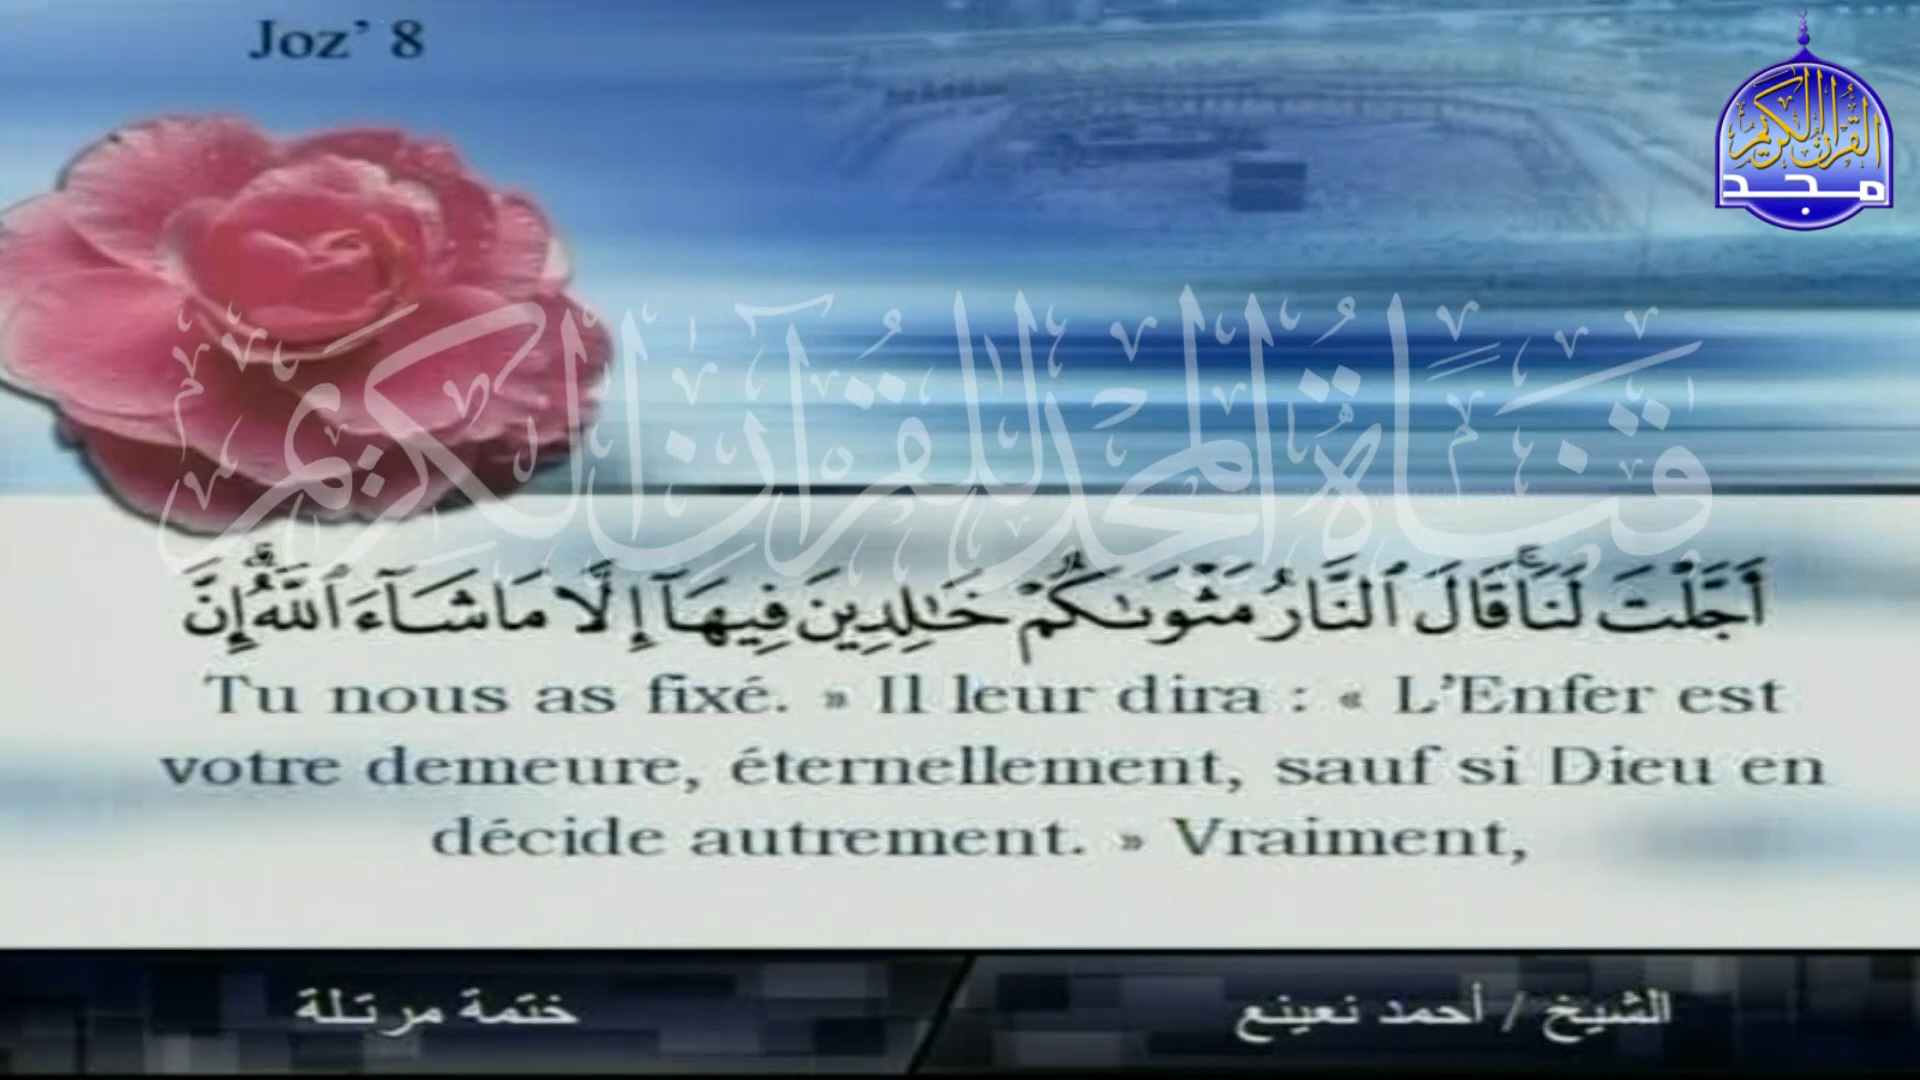 Joz’ 8
القرآن الكريم
مجد
قناة المجد للقرآن الكريم
أَجَّلْتَ لَنَا ۚ قَالَ ٱلنَّارُ مَثْوَىٰكُمْ خَـٰلِدِينَ فِيهَآ إِلَّا مَا شَآءَ ٱللَّهُ ۗ إِنَّ
Tu nous as fixé. » Il leur dira : « L’Enfer est
votre demeure, éternellement, sauf si Dieu en
décide autrement. » Vraiment,
الشيخ / أحمد نعينع
ختمة مرتلة